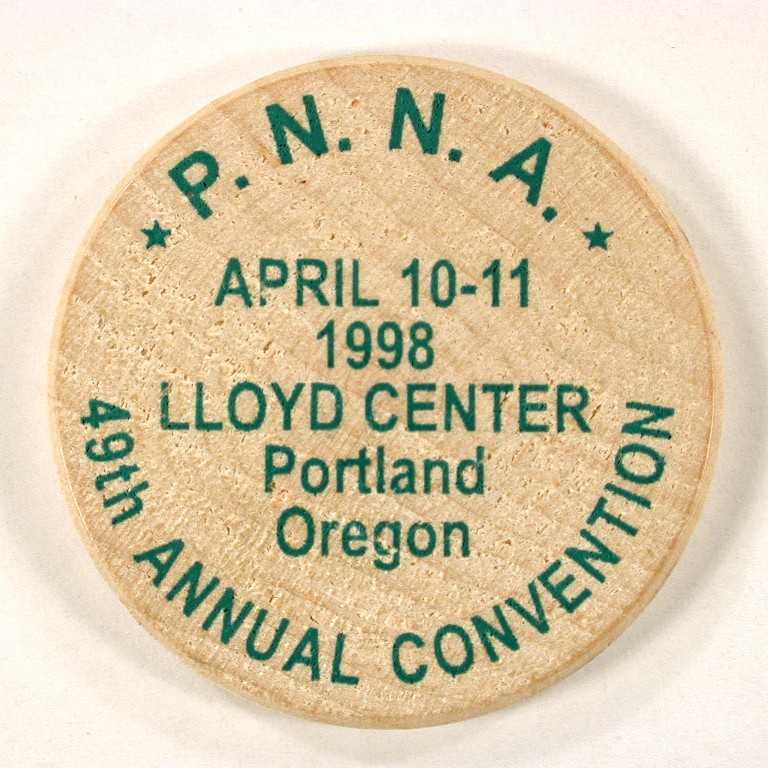 P. N. N. A.
APRIL 10-11
1998
LLOYD CENTER
Portland
Oregon
49th ANNUAL CONVENTION